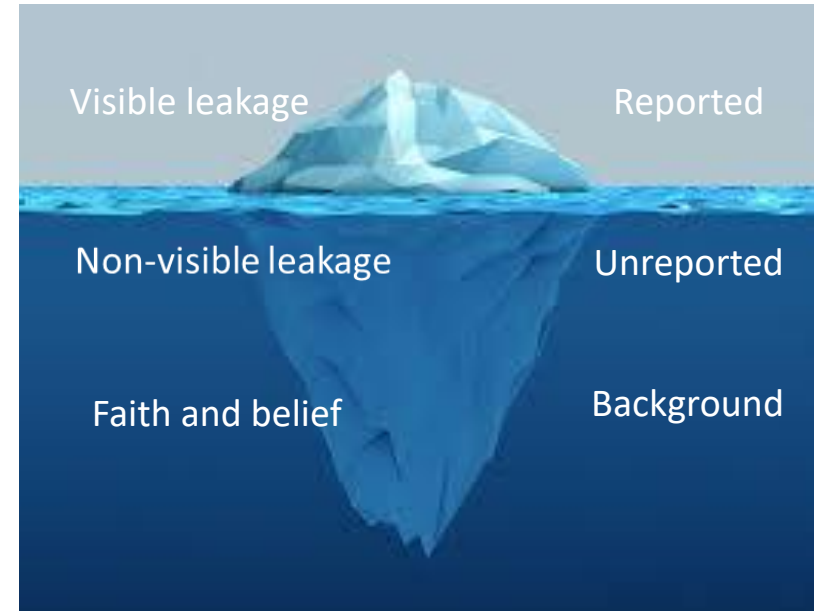 Visible leakage Reported
Non-visible leakage Unreported
Faith and belief Background